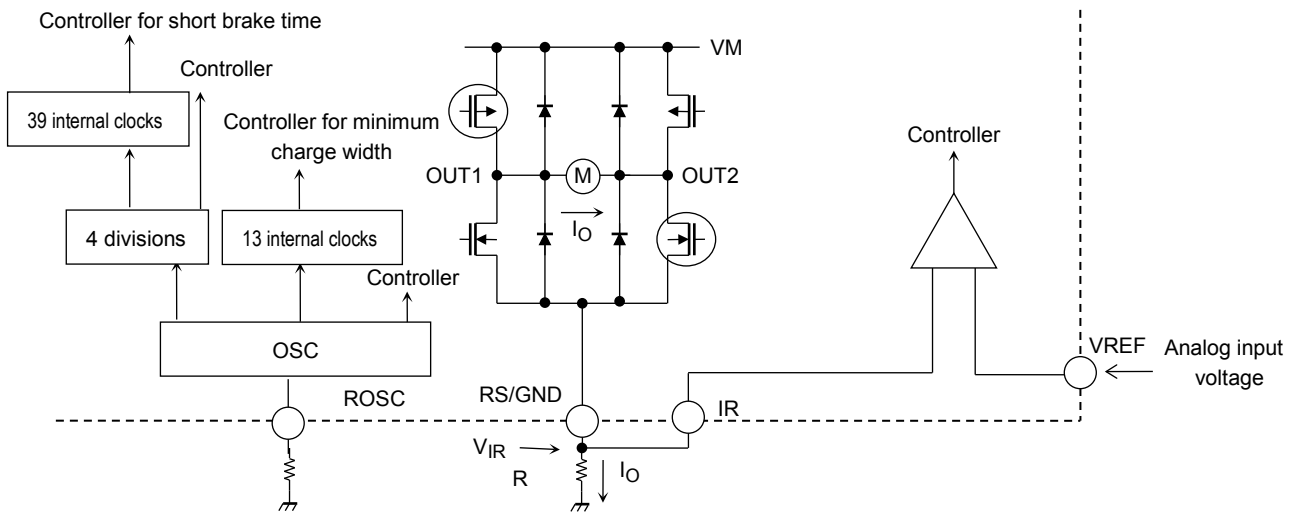 Controller for short brake time
VM
Controller
39 internal clocks
Controller for minimum
charge width
Controller
OUT1
M
OUT2
4 divisions
13 internal clocks
IO
Controller
OSC
VREF
Analog input
voltage
ROSC
RS/GND
IR
VIR
R
IO